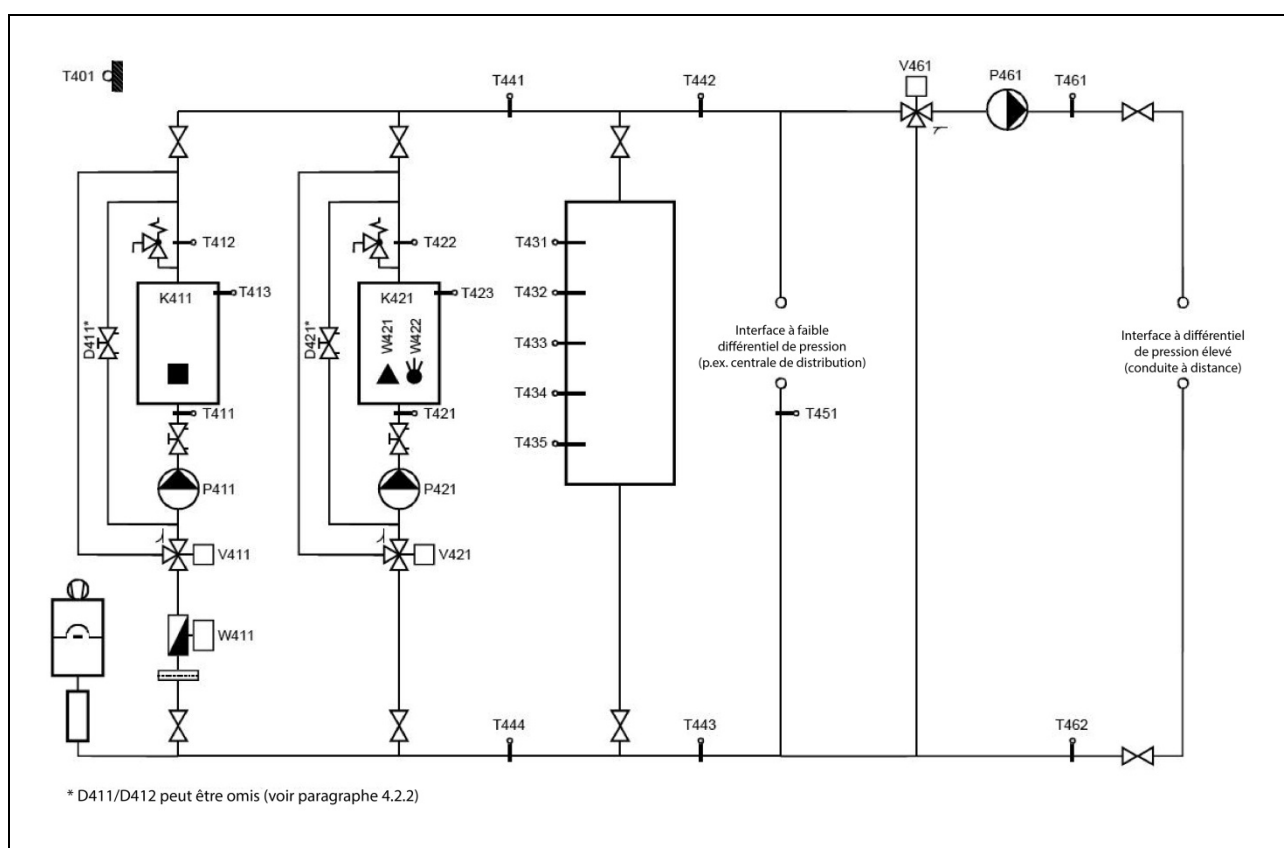 T401
T441
T442
V461
P461
T461
T412
T422
T431
K411
T413
K421
T423
T432
D411*
D421*
W421
W422
T433
Interface à faible
différentiel de pression
(p.ex. centrale de distribution)
Interface à différentiel
de pression élevé
(conduite à distance)
T434
T411
T421
T451
T435
P411
P421
V411
V421
W411
T444
T443
T462
* D411/D412 peut être omis (voir paragraphe 4.2.2)